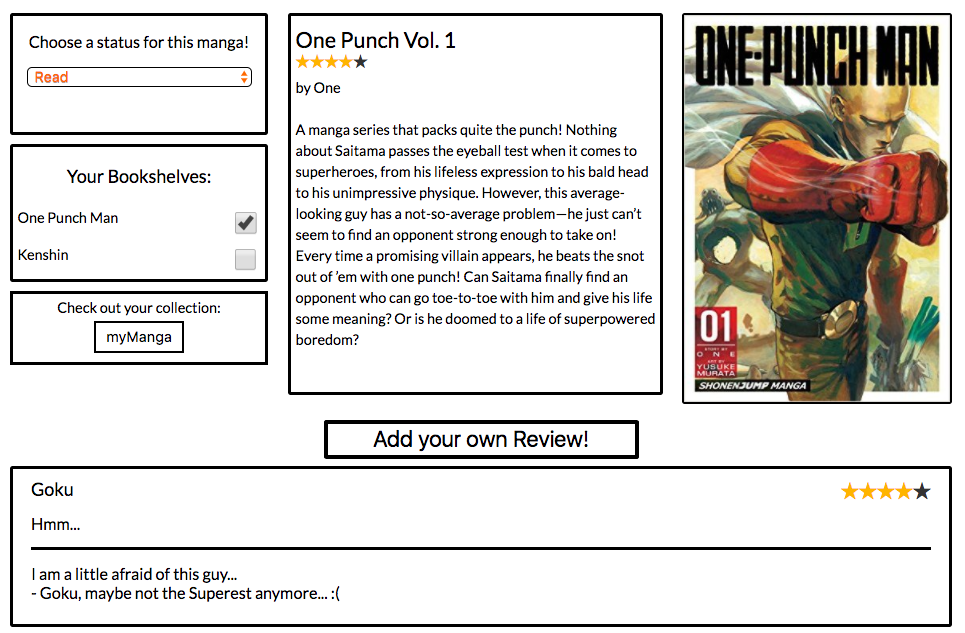 Choose a status for this manga!
Read
Your Bookshelves:
One Punch Man
Kenshin
Check out your collection:
myManga
One Punch Vol. 1
by One
A manga series that packs quite the punch! Nothing
about Saitama passes the eyeball test when it comes to
superheroes, from his lifeless expression to his bald head
to his unimpressive physique. However, this average-
looking guy has a not-so-average problem—he just can’t
seem to find an opponent strong enough to take on!
Every time a promising villain appears, he beats the snot
out of ’em with one punch! Can Saitama finally find an
opponent who can go toe-to-toe with him and give his life
some meaning? Or is he doomed to a life of superpowered
boredom?
ONE-PUNCH MAN
01
STORY BY
ONE
ART BY
YUSUKE
MURATA
SHONEN JUMP MANGA
Add your own Review!
Goku
Hmm...
I am a little afraid of this guy...
- Goku, maybe not the Superest anymore... :(